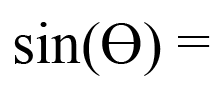 sin(Ɵ) =